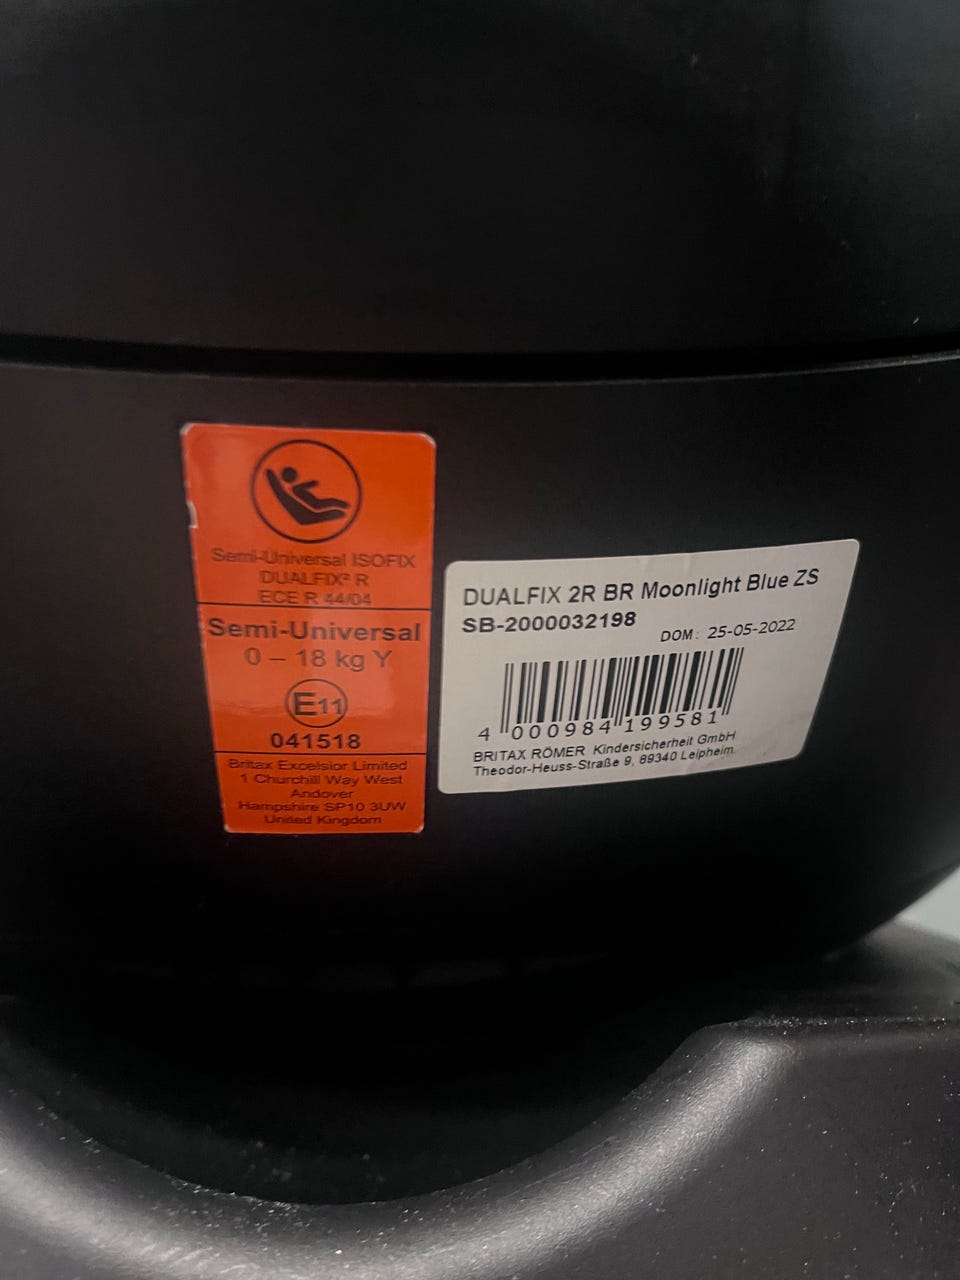 Semi-Universal ISOFIX
DUALFIX² R
ECE R 44/04
Semi-Universal
0 – 18 kg Y
E11
041518
Britax Excelsior Limited
1 Churchill Way West
Andover
Hampshire SP10 3UW
United Kingdom
DUALFIX 2R BR Moonlight Blue ZS
SB-2000032198
DOM: 25-05-2022
4 000984 199581
BRITAX RÖMER Kindersicherheit GmbH
Theodor-Heuss-Straße 9, 89340 Leipheim.